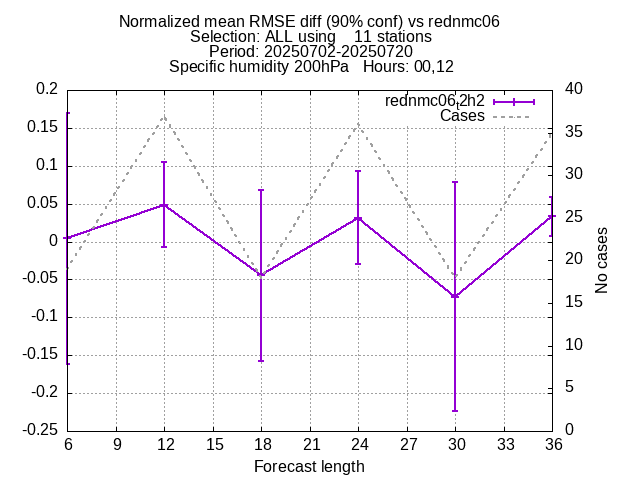 Normalized mean RMSE diff (90% conf) vs rednmc06
Selection: ALL using    11 stations
Period: 20250702-20250720
Specific humidity 200hPa   Hours: 00,12
rednmc06,t2h2
Cases
0.2
0.15
0.1
0.05
0
-0.05
-0.1
-0.15
-0.2
-0.25
40
35
30
25
20
15
10
5
0
No cases
6 9 12 15 18 21 24 27 30 33 36
Forecast length